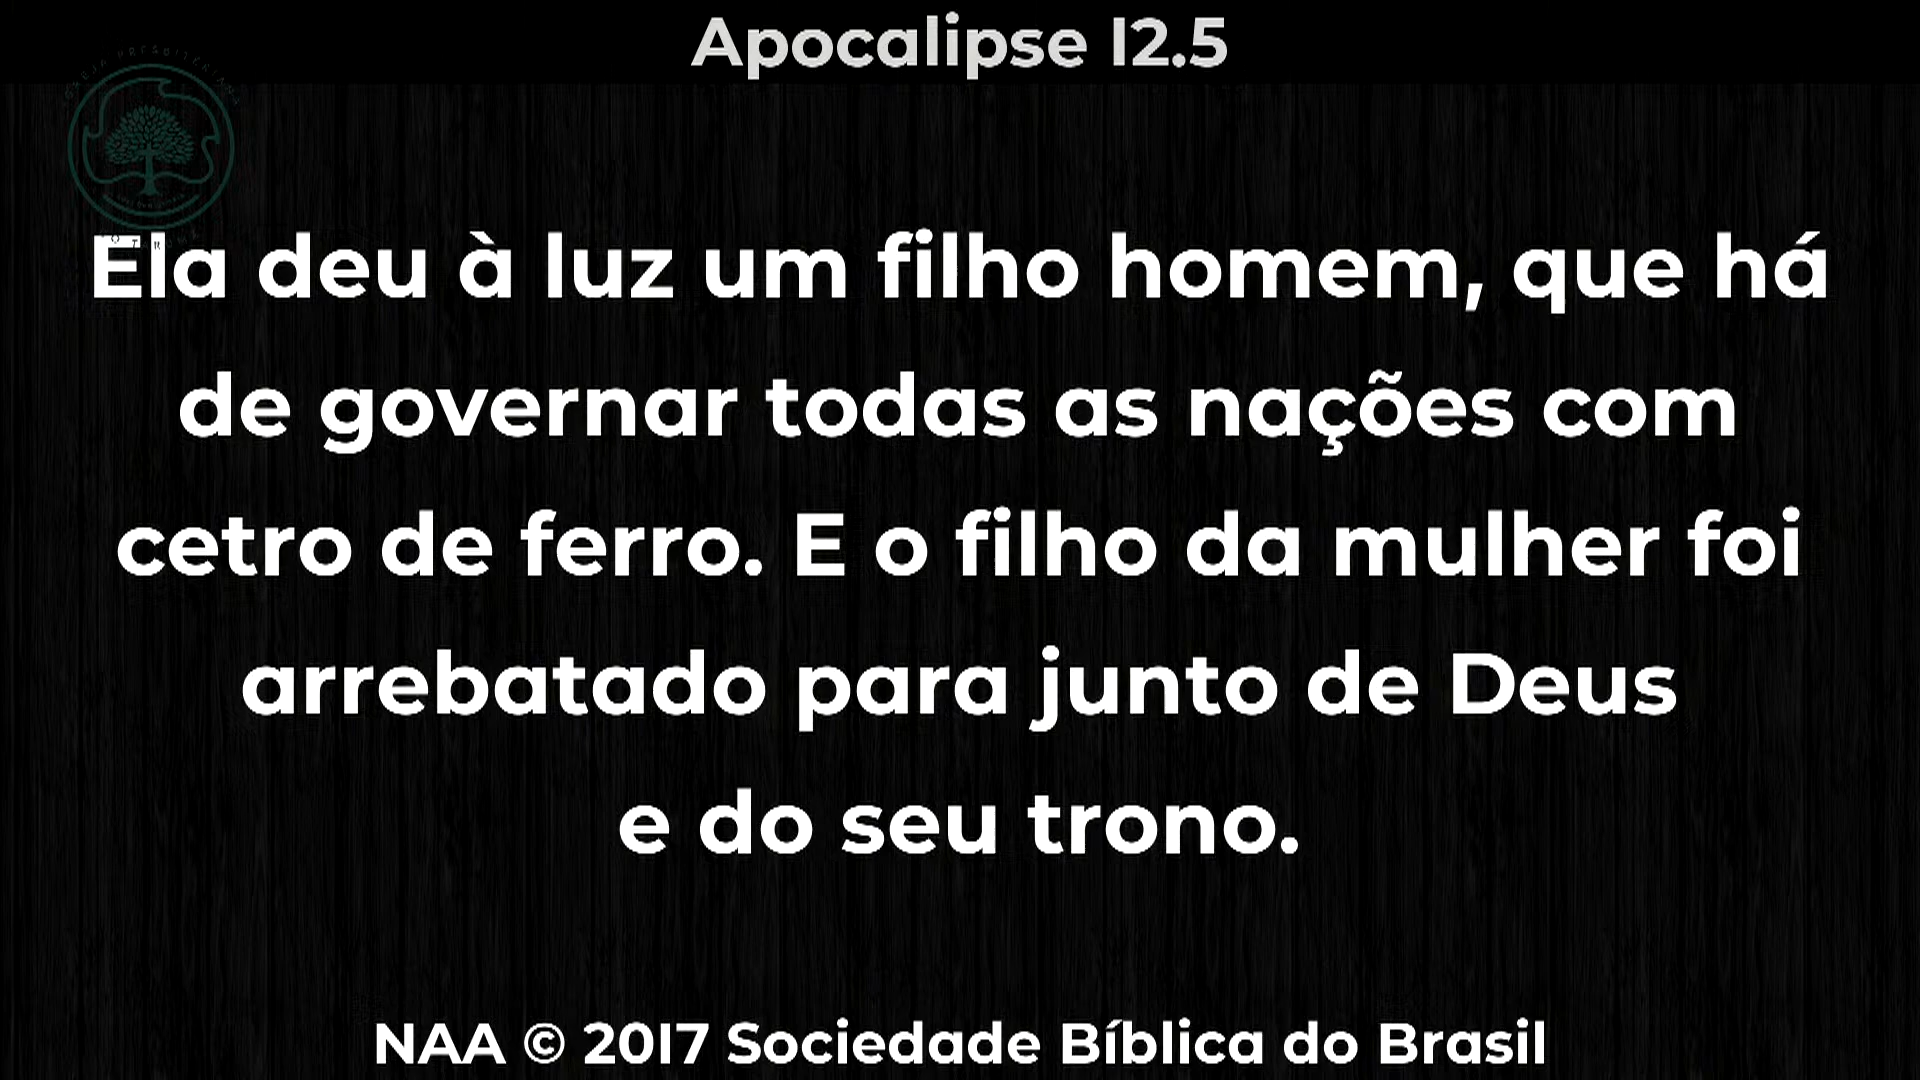 Apocalipse 12.5
IGREJA PRESBITERIANA
Ela deu à luz um filho homem, que há
de governar todas as nações com
cetro de ferro. E o filho da mulher foi
arrebatado para junto de Deus
e do seu trono.
NAA © 2017 Sociedade Bíblica do Brasil